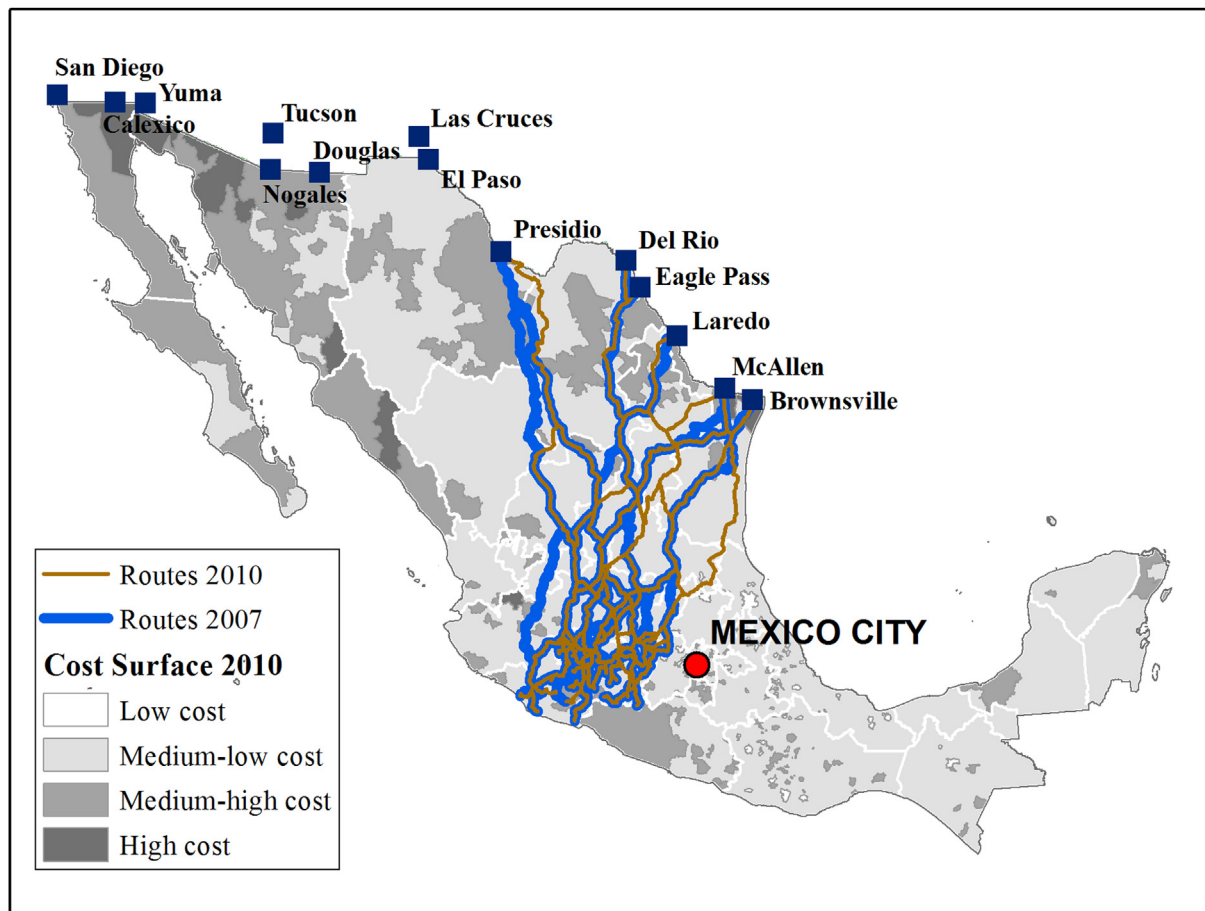 San Diego
Yuma
Calexico
Tucson
Las Cruces
Douglas
Nogales
El Paso
Presidio
Del Rio
Eagle Pass
Laredo
McAllen
Brownsville
MEXICO CITY
Routes 2010
Routes 2007
Cost Surface 2010
Low cost
Medium-low cost
Medium-high cost
High cost